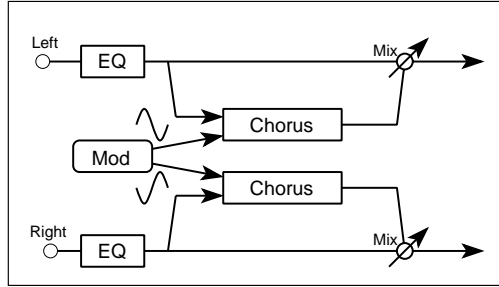 Left
EQ
Mix
Chorus
Mod
Chorus
Right
EQ
Mix